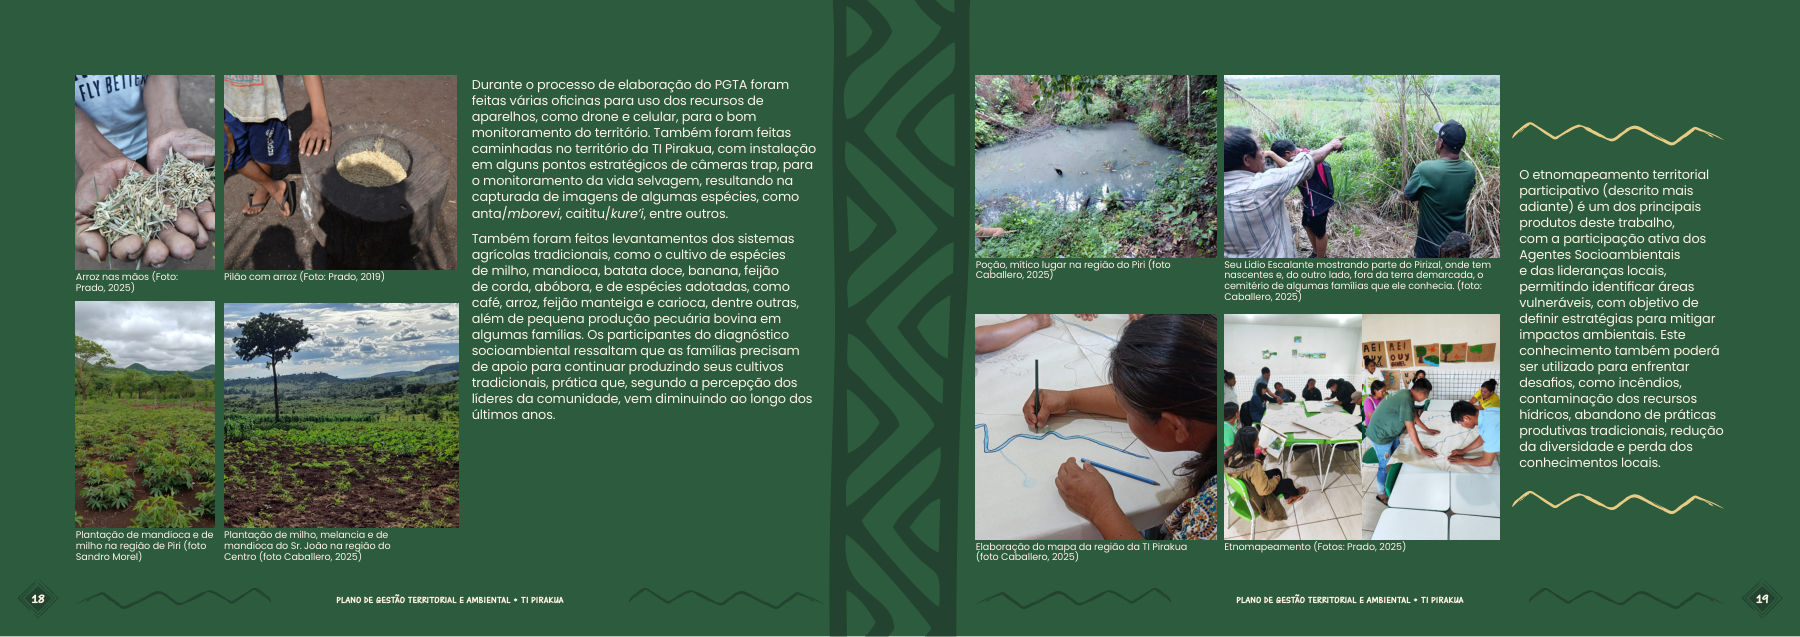 FLY BETTER
Arroz nas mãos (Foto:
Prado, 2025)
Pilão com arroz (Foto: Prado, 2019)
Plantação de mandioca e de
milho na região de Piri (foto
Sandro Morel)
Plantação de milho, melancia e de
mandioca do Sr. João na região do
Centro (foto Caballero, 2025)
Durante o processo de elaboração do PGTA foram
feitas várias oficinas para uso dos recursos de
aparelhos, como drone e celular, para o bom
monitoramento do território. Também foram feitas
caminhadas no território da TI Pirakua, com instalação
em alguns pontos estratégicos de câmeras trap, para
o monitoramento da vida selvagem, resultando na
capturada de imagens de algumas espécies, como
anta/mborevi, caititu/kure’i, entre outros.
Também foram feitos levantamentos dos sistemas
agrícolas tradicionais, como o cultivo de espécies
de milho, mandioca, batata doce, banana, feijão
de corda, abóbora, e de espécies adotadas, como
café, arroz, feijão manteiga e carioca, dentre outras,
além de pequena produção pecuária bovina em
algumas famílias. Os participantes do diagnóstico
socioambiental ressaltam que as famílias precisam
de apoio para continuar produzindo seus cultivos
tradicionais, prática que, segundo a percepção dos
líderes da comunidade, vem diminuindo ao longo dos
últimos anos.
18
PLANO DE GESTÃO TERRITORIAL E AMBIENTAL • TI PIRAKUA
Poção, mítico lugar na região do Piri (foto
Caballero, 2025)
Seu Lidio Escalante mostrando parte do Pirizal, onde tem
nascentes e, do outro lado, fora da terra demarcada, o
cemitério de algumas famílias que ele conhecia. (foto:
Caballero, 2025)
Elaboração do mapa da região da TI Pirakua
(foto Caballero, 2025)
A E I
O U Y
A E I
O U Y
Etnomapeamento (Fotos: Prado, 2025)
O etnomapeamento territorial
participativo (descrito mais
adiante) é um dos principais
produtos deste trabalho,
com a participação ativa dos
Agentes Socioambientais
e das lideranças locais,
permitindo identificar áreas
vulneráveis, com objetivo de
definir estratégias para mitigar
impactos ambientais. Este
conhecimento também poderá
ser utilizado para enfrentar
desafios, como incêndios,
contaminação dos recursos
hídricos, abandono de práticas
produtivas tradicionais, redução
da diversidade e perda dos
conhecimentos locais.
PLANO DE GESTÃO TERRITORIAL E AMBIENTAL • TI PIRAKUA
19